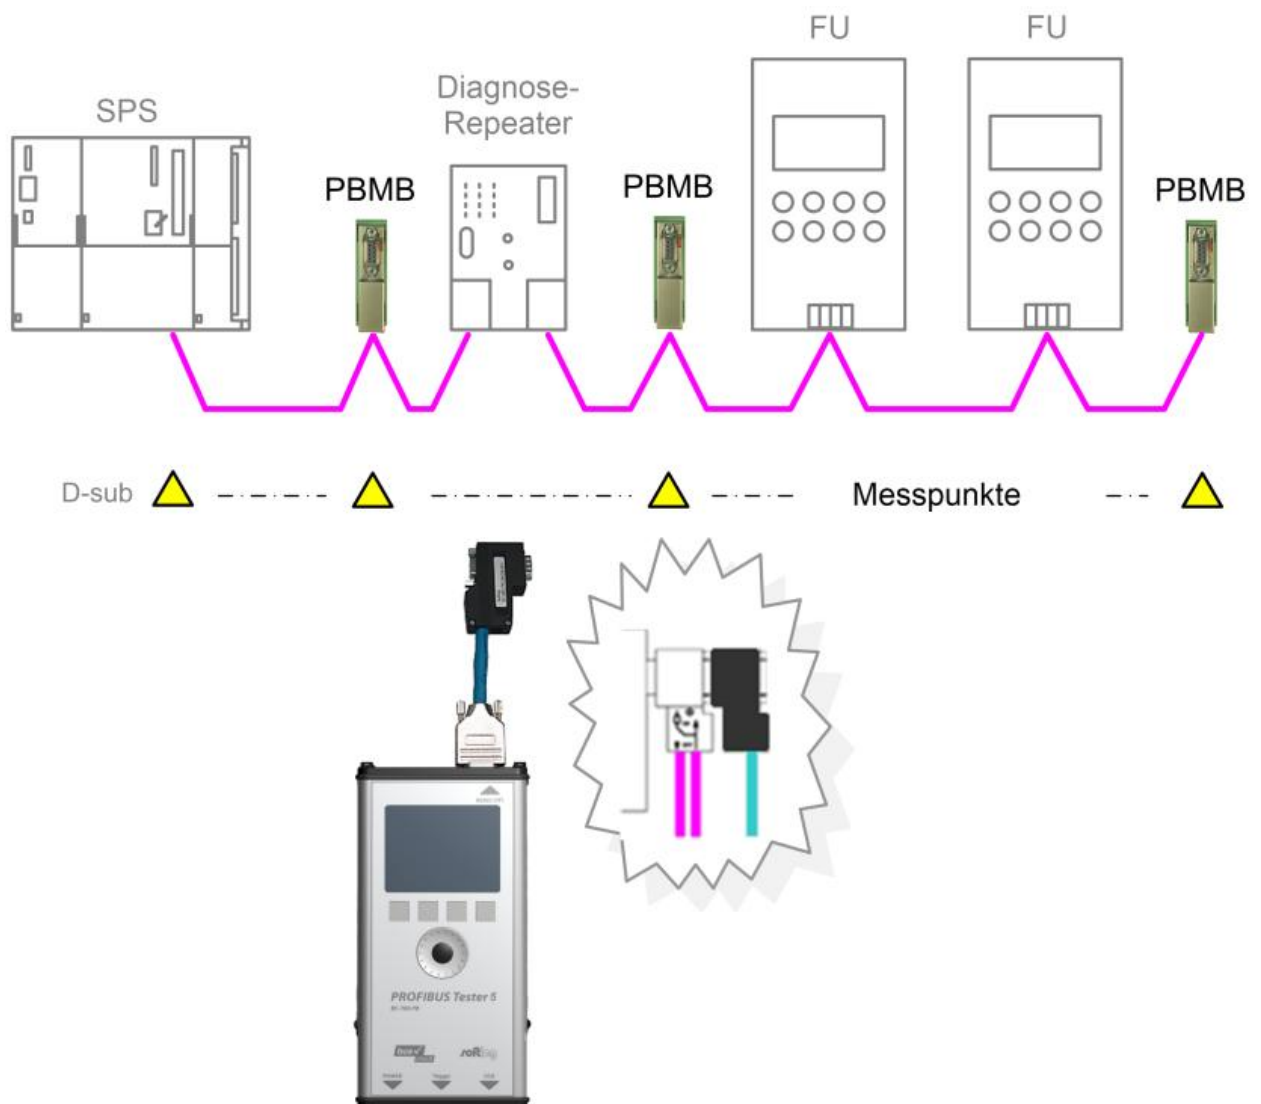 FU
FU
Diagnose-
Repeater
SPS
PBMB
PBMB
PBMB
D-sub
Messpunkte
PROFIBUS Tester 5